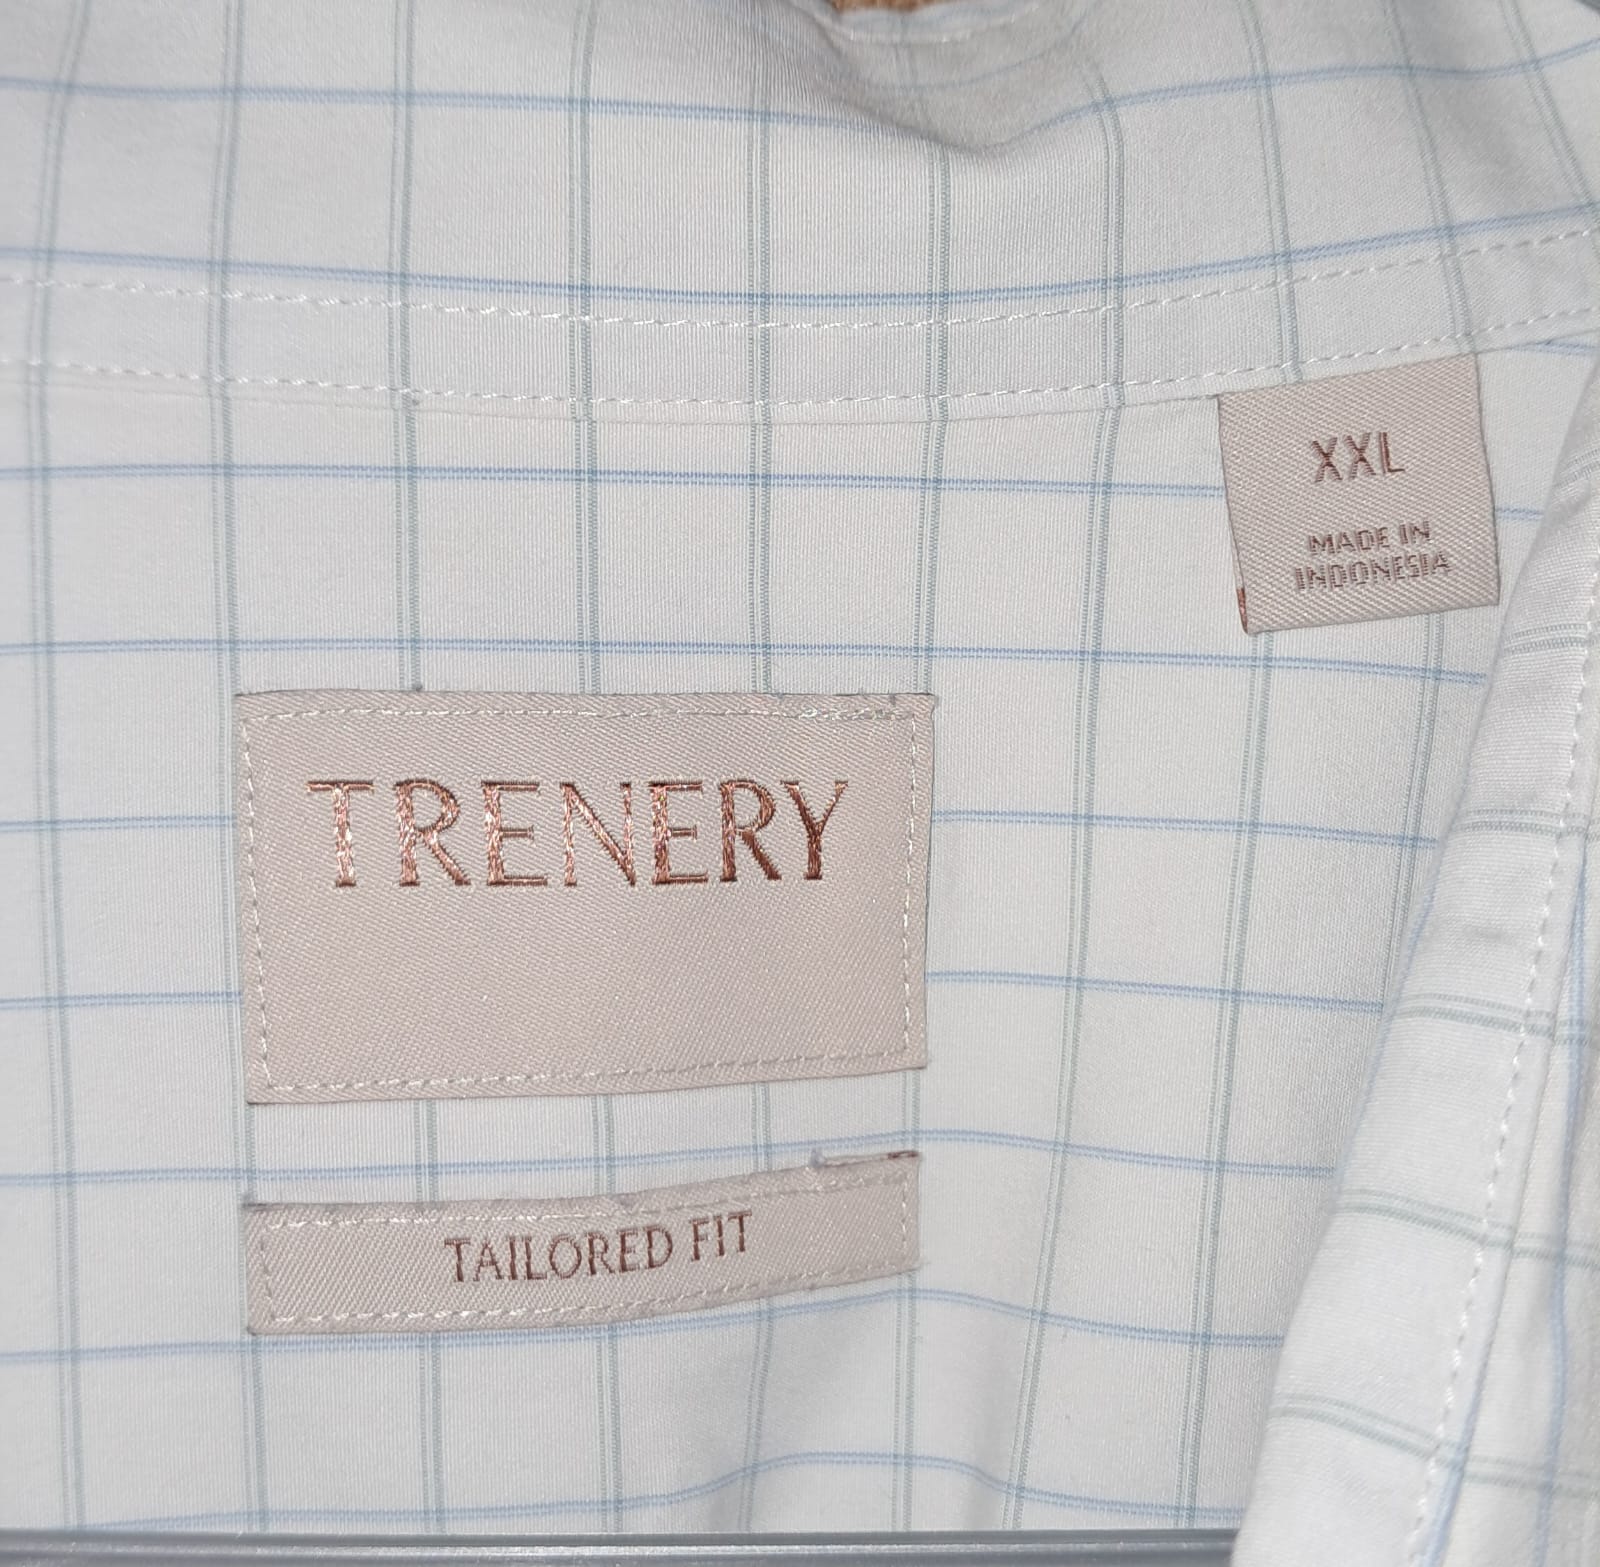 XXL
MADE IN
INDONESIA
TRENERY
TAILORED FIT